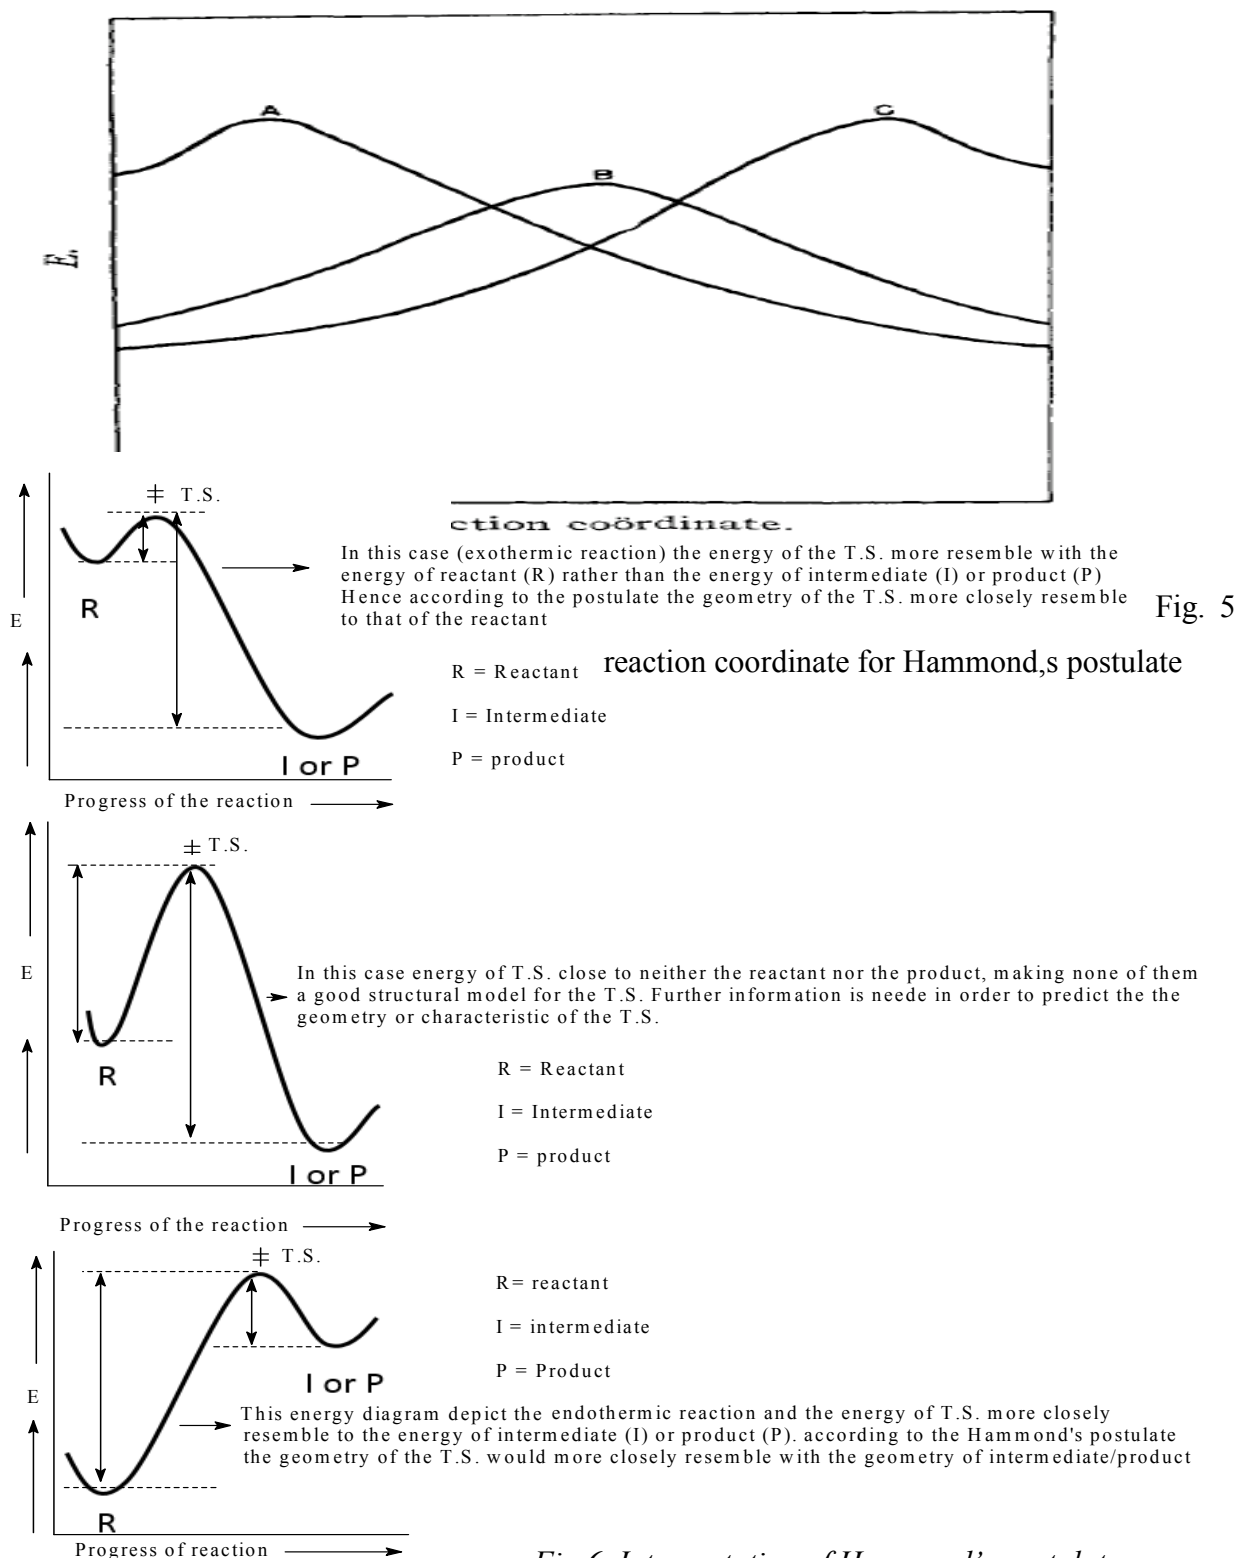 A
C
B
E.
ction coördinate.
‡ T.S.
In this case (exothermic reaction) the energy of the T.S. more resemble with the
energy of reactant (R) rather than the energy of intermediate (I) or product (P)
Hence according to the postulate the geometry of the T.S. more closely resemble
to that of the reactant
Fig. 5
R
E
R = Reactant
reaction coordinate for Hammond,s postulate
I = Intermediate
P = product
I or P
Progress of the reaction
‡ T.S.
E
In this case energy of T.S. close to neither the reactant nor the product, making none of them
a good structural model for the T.S. Further information is neede in order to predict the the
geometry or characteristic of the T.S.
R
R = Reactant
I = Intermediate
P = product
I or P
Progress of the reaction
‡ T.S.
R= reactant
I = intermediate
P = Product
I or P
E
This energy diagram depict the endothermic reaction and the energy of T.S. more closely
resemble to the energy of intermediate (I) or product (P). according to the Hammond's postulate
the geometry of the T.S. would more closely resemble with the geometry of intermediate/product
R
Progress of reaction